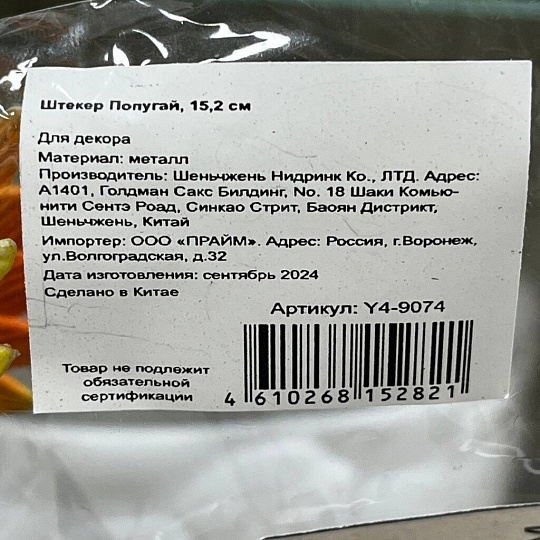 Штекер Попугай, 15,2 см
Для декора
Материал: металл
Производитель: Шеньчжень Нидринк Ко., ЛТД. Адрес:
А1401, Голдман Сакс Билдинг, No. 18 Шаки Комью-
нити Сентэ Роад, Синкао Стрит, Баоян Дистрикт,
Шеньчжень, Китай
Импортер: ООО «ПРАЙМ». Адрес: Россия, г.Воронеж,
ул.Волгоградская, д.32
Дата изготовления: сентябрь 2024
Сделано в Китае
Артикул: Y4-9074
Товар не подлежит
обязательной
сертификации
4 610268 152821